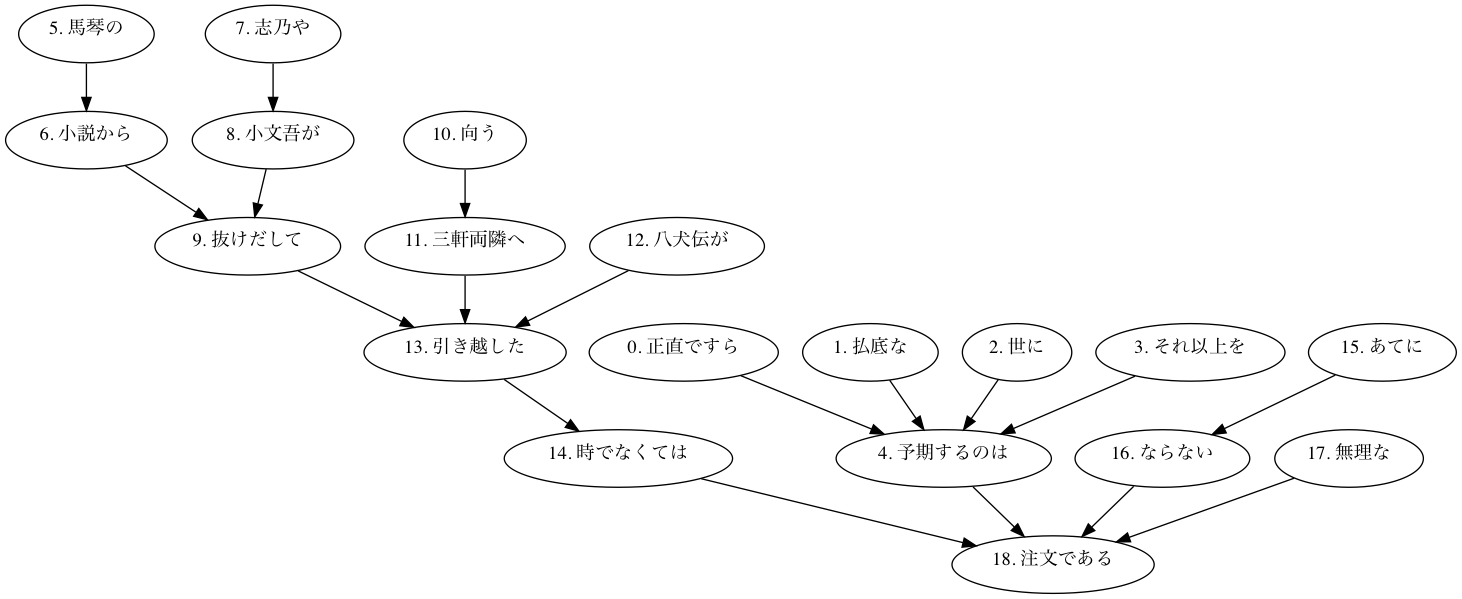 5. 馬琴の
7. 志乃や
6. 小説から
8. 小文吾が
10. 向う
9. 抜けだして
11. 三軒両隣へ
12. 八犬伝が
13. 引き越した
0. 正直ですら
1. 払底な
2. 世に
3. それ以上を
15. あてに
14. 時でなくては
4. 予期するのは
16. ならない
17. 無理な
18. 注文である